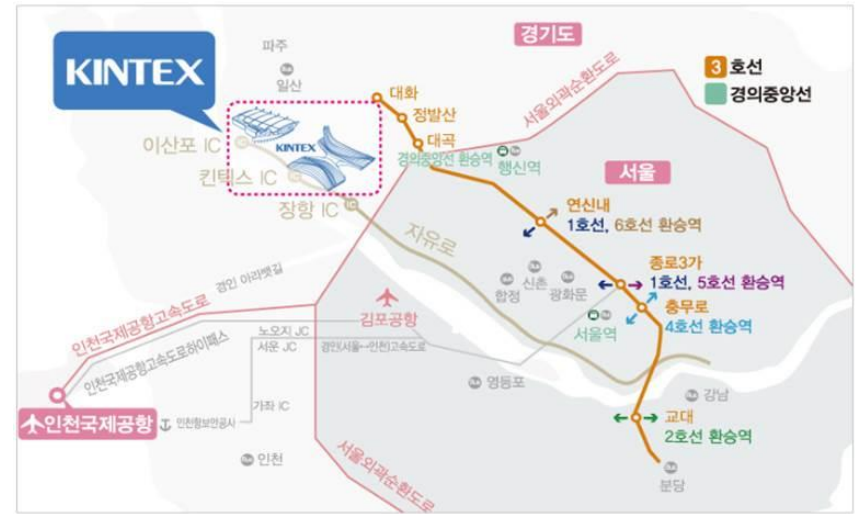 경기도
파주
KINTEX
3 호선
일산
경의중앙선
대화
정발산
서울외곽순환도로
이산포 IC
KINTEX
대곡
경의중앙선 환승역
행신역
킨텍스 IC
서울
장항 IC
연신내
1호선, 6호선 환승역
자유로
종로3가
1호선, 5호선 환승역
신촌
합정
광화문
경인 아라뱃길
충무로
김포공항
4호선 환승역
서울역
인천국제공항고속도로
노오지 JC
서운 JC
경인(서울↔인천)고속도로
인천국제공항고속도로하이패스
영등포
강남
가좌 IC
인천국제공항
인천항보안공사
교대
2호선 환승역
인천
서울외곽순환도로
분당